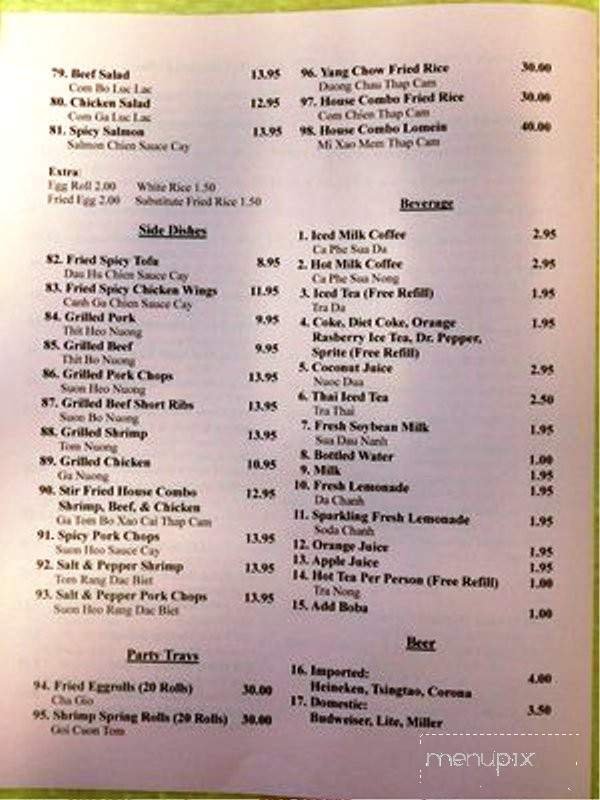 79. Beef Salad 13.95
Com Bo Luc Lac
80. Chicken Salad 12.95
Com Ga Luc Lac
81. Spicy Salmon 13.95
Salmon Chien Sauce Cay
Extra:
Egg Roll 2.00 White Rice 1.50
Fried Egg 2.00 Substitute Fried Rice 1.50
Side Dishes
82. Fried Spicy Tofu 8.95
Dau Hu Chien Sauce Cay
83. Fried Spicy Chicken Wings 11.95
Canh Ga Chien Sauce Cay
84. Grilled Pork 9.95
Thit Heo Nuong
85. Grilled Beef 9.95
Thit Bo Nuong
86. Grilled Pork Chops 13.95
Suon Heo Nuong
87. Grilled Beef Short Ribs 13.95
Suon Bo Nuong
88. Grilled Shrimp 13.95
Tom Nuong
89. Grilled Chicken 10.95
Ga Nuong
90. Stir Fried House Combo 12.95
Shrimp, Beef, & Chicken
Ga Tom Bo Xao Cai Thap Cam
91. Spicy Pork Chops 13.95
Suon Heo Sauce Cay
92. Salt & Pepper Shrimp 13.95
Tom Rang Dac Biet
93. Salt & Pepper Pork Chops 13.95
Suon Heo Rang Dac Biet
Party Trays
94. Fried Eggrolls (20 Rolls) 30.00
Cha Gio
95. Shrimp Spring Rolls (20 Rolls) 30.00
Goi Cuon Tom
96. Yang Chow Fried Rice 30.00
Duong Chau Thap Cam
97. House Combo Fried Rice 30.00
Com Chien Thap Cam
98. House Combo Lomein 40.00
Mi Xao Mem Thap Cam
Beverage
1. Iced Milk Coffee 2.95
Ca Phe Sua Da
2. Hot Milk Coffee 2.95
Ca Phe Sua Nong
3. Iced Tea (Free Refill) 1.95
Tra Da
4. Coke, Diet Coke, Orange 1.95
Rasberry Ice Tea, Dr. Pepper,
Sprite (Free Refill)
5. Coconut Juice 2.95
Nuoc Dua
6. Thai Iced Tea 2.50
Tra Thai
7. Fresh Soybean Milk 1.95
Sua Dau Nanh
8. Bottled Water 1.00
9. Milk 1.95
10. Fresh Lemonade 1.95
Da Chanh
11. Sparkling Fresh Lemonade 1.95
Soda Chanh
12. Orange Juice 1.95
13. Apple Juice 1.95
14. Hot Tea Per Person (Free Refill) 1.00
Tra Nong
15. Add Boba 1.00
Beer
16. Imported: 4.00
Heineken, Tsingtao, Corona
17. Domestic: 3.50
Budweiser, Lite, Miller
menupix